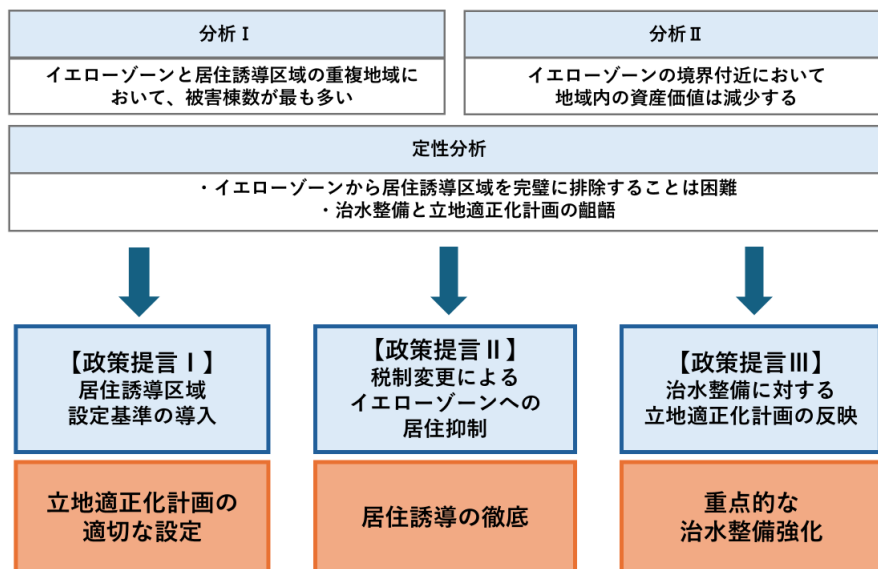 分析Ⅰ
イエローゾーンと居住誘導区域の重複地域に
おいて、被害棟数が最も多い
分析Ⅱ
イエローゾーンの境界付近において
地域内の資産価値は減少する
定性分析
・イエローゾーンから居住誘導区域を完璧に排除することは困難
・治水整備と立地適正化計画の齟齬
【政策提言Ⅰ】
居住誘導区域
設定基準の導入
【政策提言Ⅱ】
税制変更による
イエローゾーンへの
居住抑制
【政策提言Ⅲ】
治水整備に対する
立地適正化計画の反映
立地適正化計画の
適切な設定
居住誘導の徹底
重点的な
治水整備強化